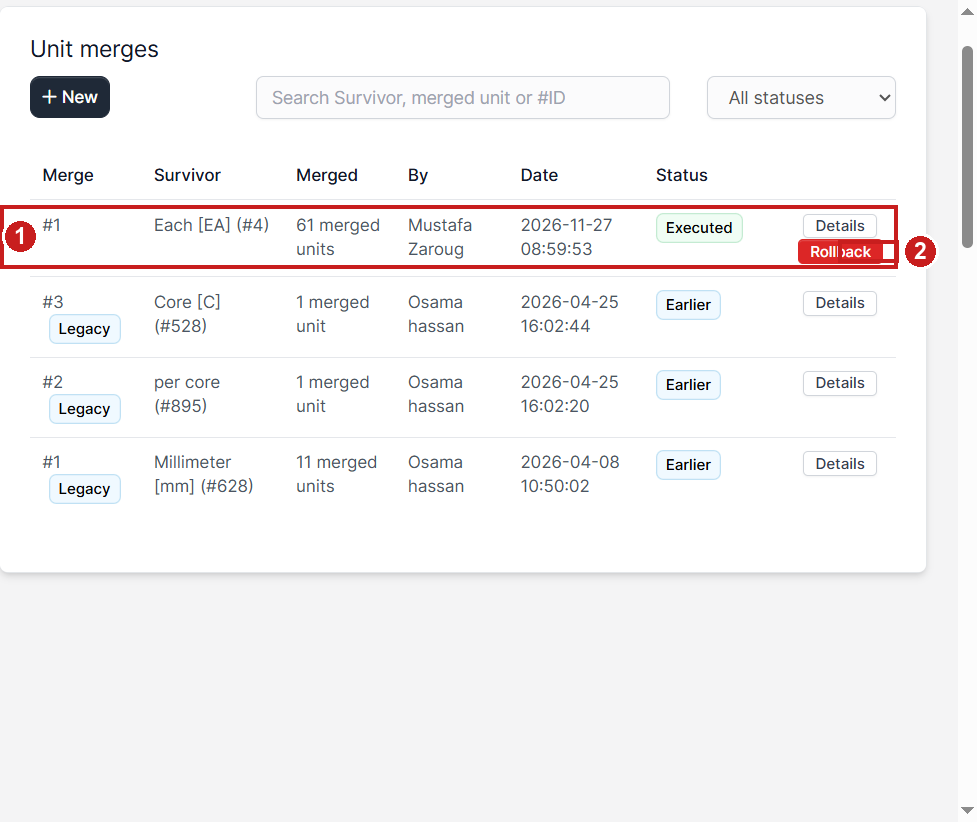 Unit merges
+ New
Search Survivor, merged unit or #ID
All statuses
Merge Survivor Merged By Date Status
1
#1 Each [EA] (#4) 61 merged Mustafa 2026-11-27 Executed Details
units Zaroug 08:59:53 Rollback
2
#3 Core [C] 1 merged Osama 2026-04-25 Earlier Details
Legacy (#528) unit hassan 16:02:44
#2 per core 1 merged Osama 2026-04-25 Earlier Details
Legacy (#895) unit hassan 16:02:20
#1 Millimeter 11 merged Osama 2026-04-08 Earlier Details
Legacy [mm] (#628) units hassan 10:50:02